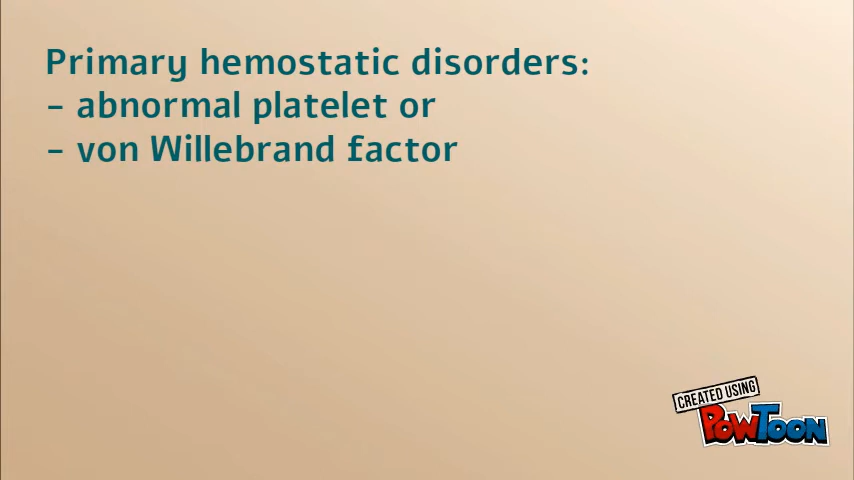 Primary hemostatic disorders:
- abnormal platelet or
- von Willebrand factor
CREATED USING
POWTOON